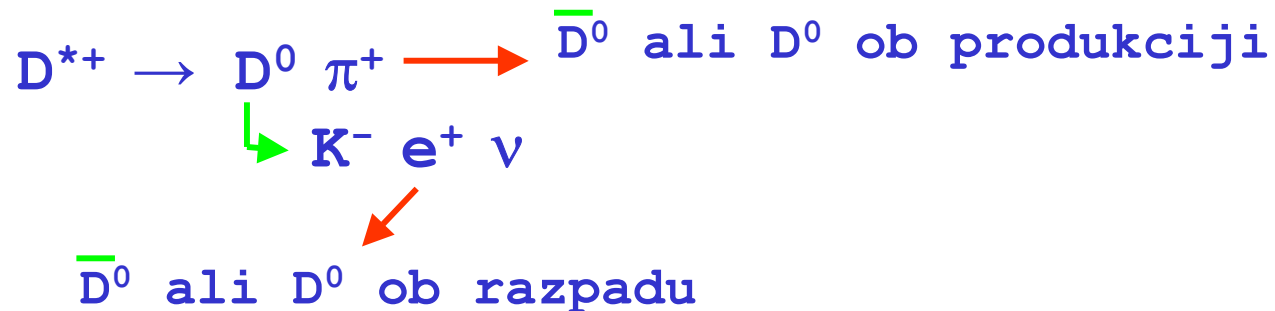 D*⁺ → D⁰ π⁺ → D̅⁰ ali D⁰ ob produkciji
K⁻ e⁺ ν
D̅⁰ ali D⁰ ob razpadu